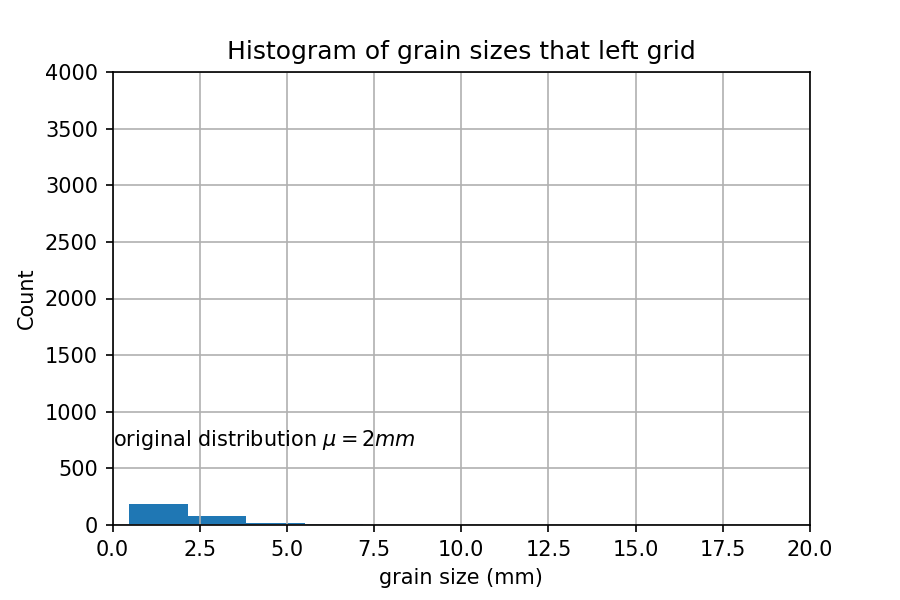 Histogram of grain sizes that left grid
4000
3500
3000
2500
2000
1500
1000
500
0
Count
original distribution μ = 2mm
0.0 2.5 5.0 7.5 10.0 12.5 15.0 17.5 20.0
grain size (mm)